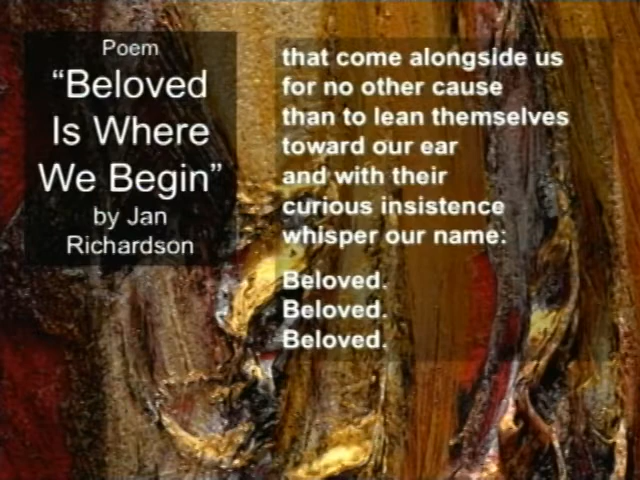 Poem
“Beloved
Is Where
We Begin”
by Jan
Richardson
that come alongside us
for no other cause
than to lean themselves
toward our ear
and with their
curious insistence
whisper our name:
Beloved.
Beloved.
Beloved.